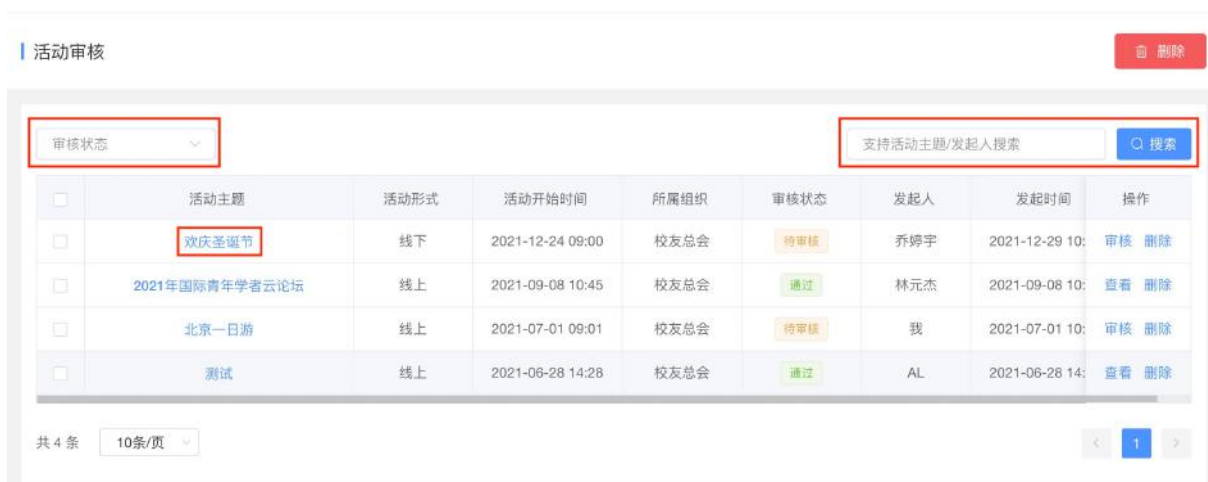 活动审核
删除
审核状态
支持活动主题/发起人搜索 搜索
活动主题 活动形式 活动开始时间 所属组织 审核状态 发起人 发起时间 操作
欢庆圣诞节 线下 2021-12-24 09:00 校友总会 待审核 乔婷宇 2021-12-29 10: 审核 删除
2021年国际青年学者云论坛 线上 2021-09-08 10:45 校友总会 通过 林元杰 2021-09-08 10: 查看 删除
北京一日游 线上 2021-07-01 09:01 校友总会 待审核 我 2021-07-01 10: 审核 删除
测试 线上 2021-06-28 14:28 校友总会 通过 AL 2021-06-28 14: 查看 删除
共 4 条 10条/页 1